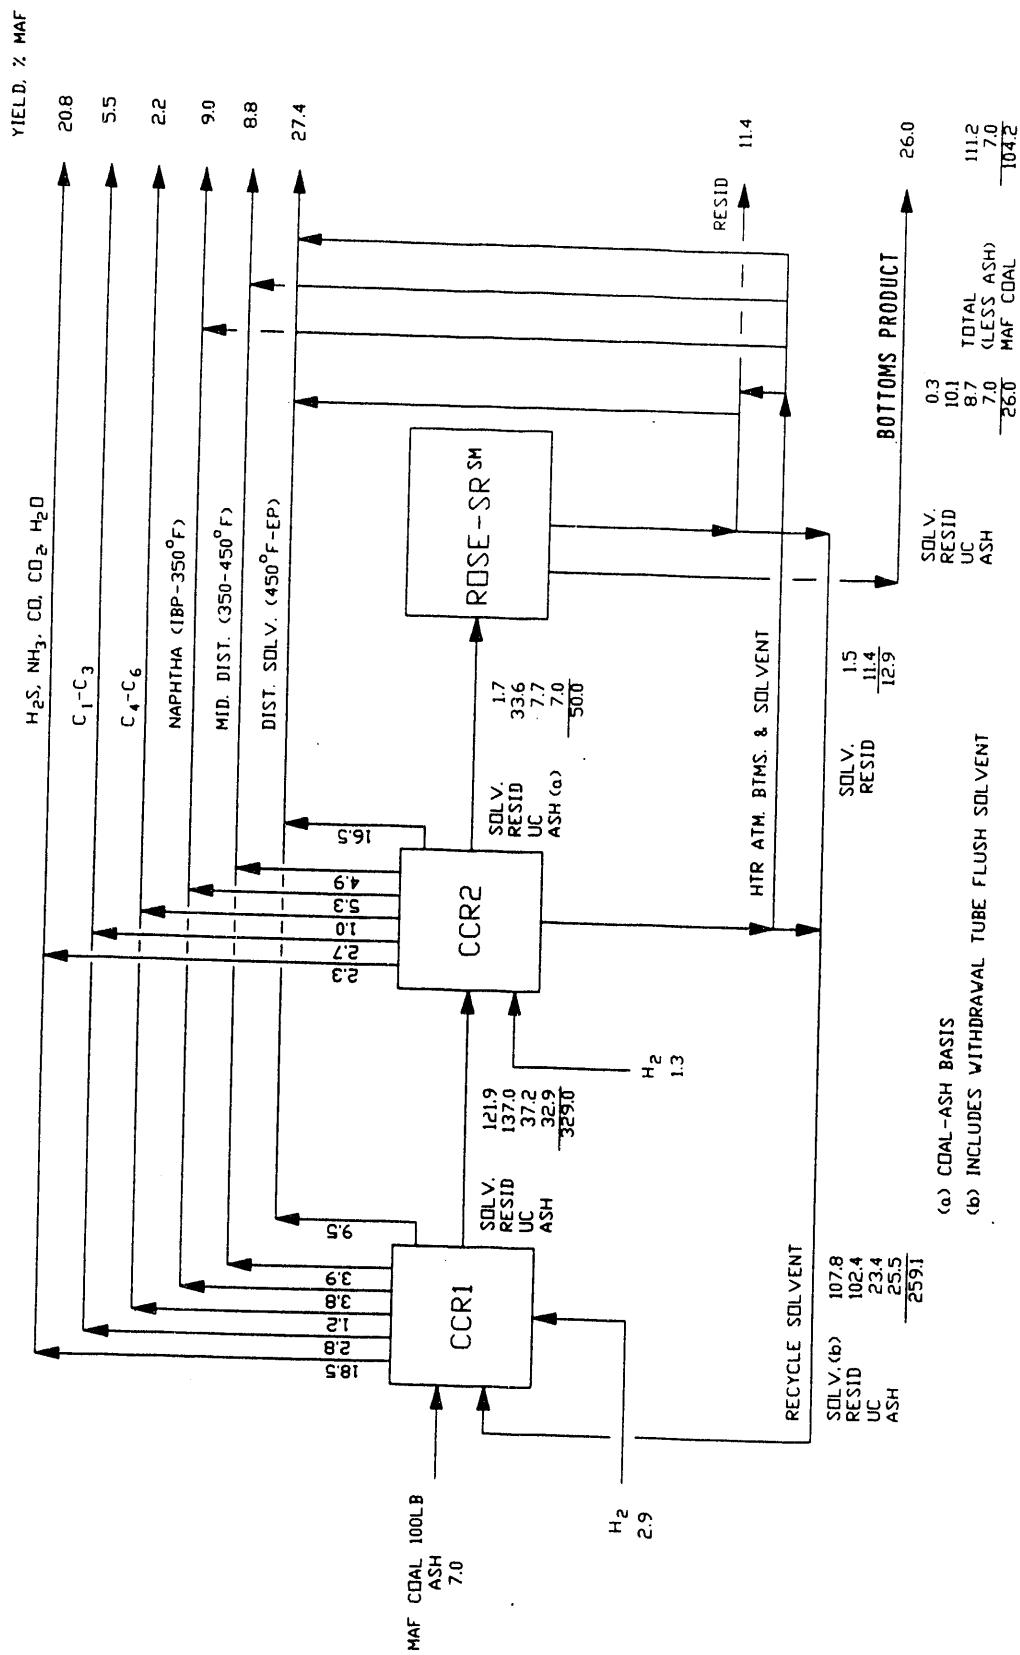 YIELD, % MAF
H2S, NH3, CO, CO2, H2O 20.8
C1-C3 5.5
C4-C6 2.2
NAPHTHA (IBP-350°F) 9.0
MID. DIST. (350-450°F) 8.8
DIST. SOLV. (450°F-EP) 27.4
18.5
2.8
1.2
3.8
3.9
9.5
2.3
2.7
1.0
5.3
4.9
16.5
MAF COAL 100LB
ASH
7.0
CCR1
CCR2
ROSE-SR SM
RESID 11.4
H2
2.9
SOLV. 121.9
RESID 137.0
UC 37.2
ASH 32.9
329.0
H2
1.3
SOLV. 1.7
RESID 33.6
UC 7.7
ASH (a) 7.0
50.0
HTR ATM. BTMS. & SOLVENT
BOTTOMS PRODUCT 26.0
RECYCLE SOLVENT
SOLV.(b) 107.8
RESID 102.4
UC 23.4
ASH 25.5
259.1
SOLV. 1.5
RESID 11.4
12.9
SOLV. 0.3
RESID 10.1
UC 8.7
ASH 7.0
26.0
TOTAL 111.2
(LESS ASH) 7.0
MAF COAL 104.2
(a) COAL-ASH BASIS
(b) INCLUDES WITHDRAWAL TUBE FLUSH SOLVENT